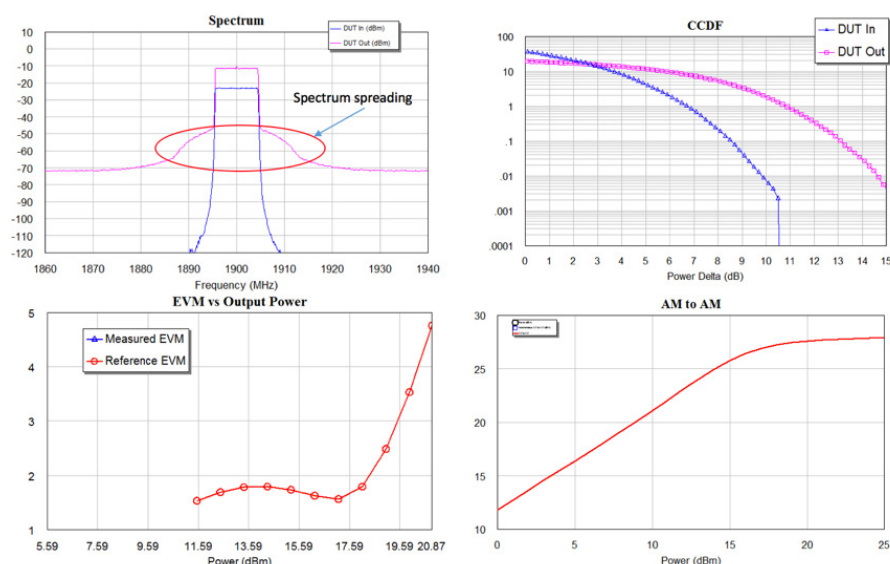 Spectrum
DUT In (dBm)
DUT Out (dBm)
Spectrum spreading
10
0
-10
-20
-30
-40
-50
-60
-70
-80
-90
-100
-110
-120
1860 1870 1880 1890 1900 1910 1920 1930 1940
Frequency (MHz)
CCDF
DUT In
DUT Out
100
10
1
.1
.01
.001
.0001
0 1 2 3 4 5 6 7 8 9 10 11 12 13 14 15
Power Delta (dB)
EVM vs Output Power
Measured EVM
Reference EVM
5
4
3
2
1
5.59 7.59 9.59 11.59 13.59 15.59 17.59 19.59 20.87
Power (dBm)
AM to AM
30
25
20
15
10
0 5 10 15 20 25
Power (dBm)